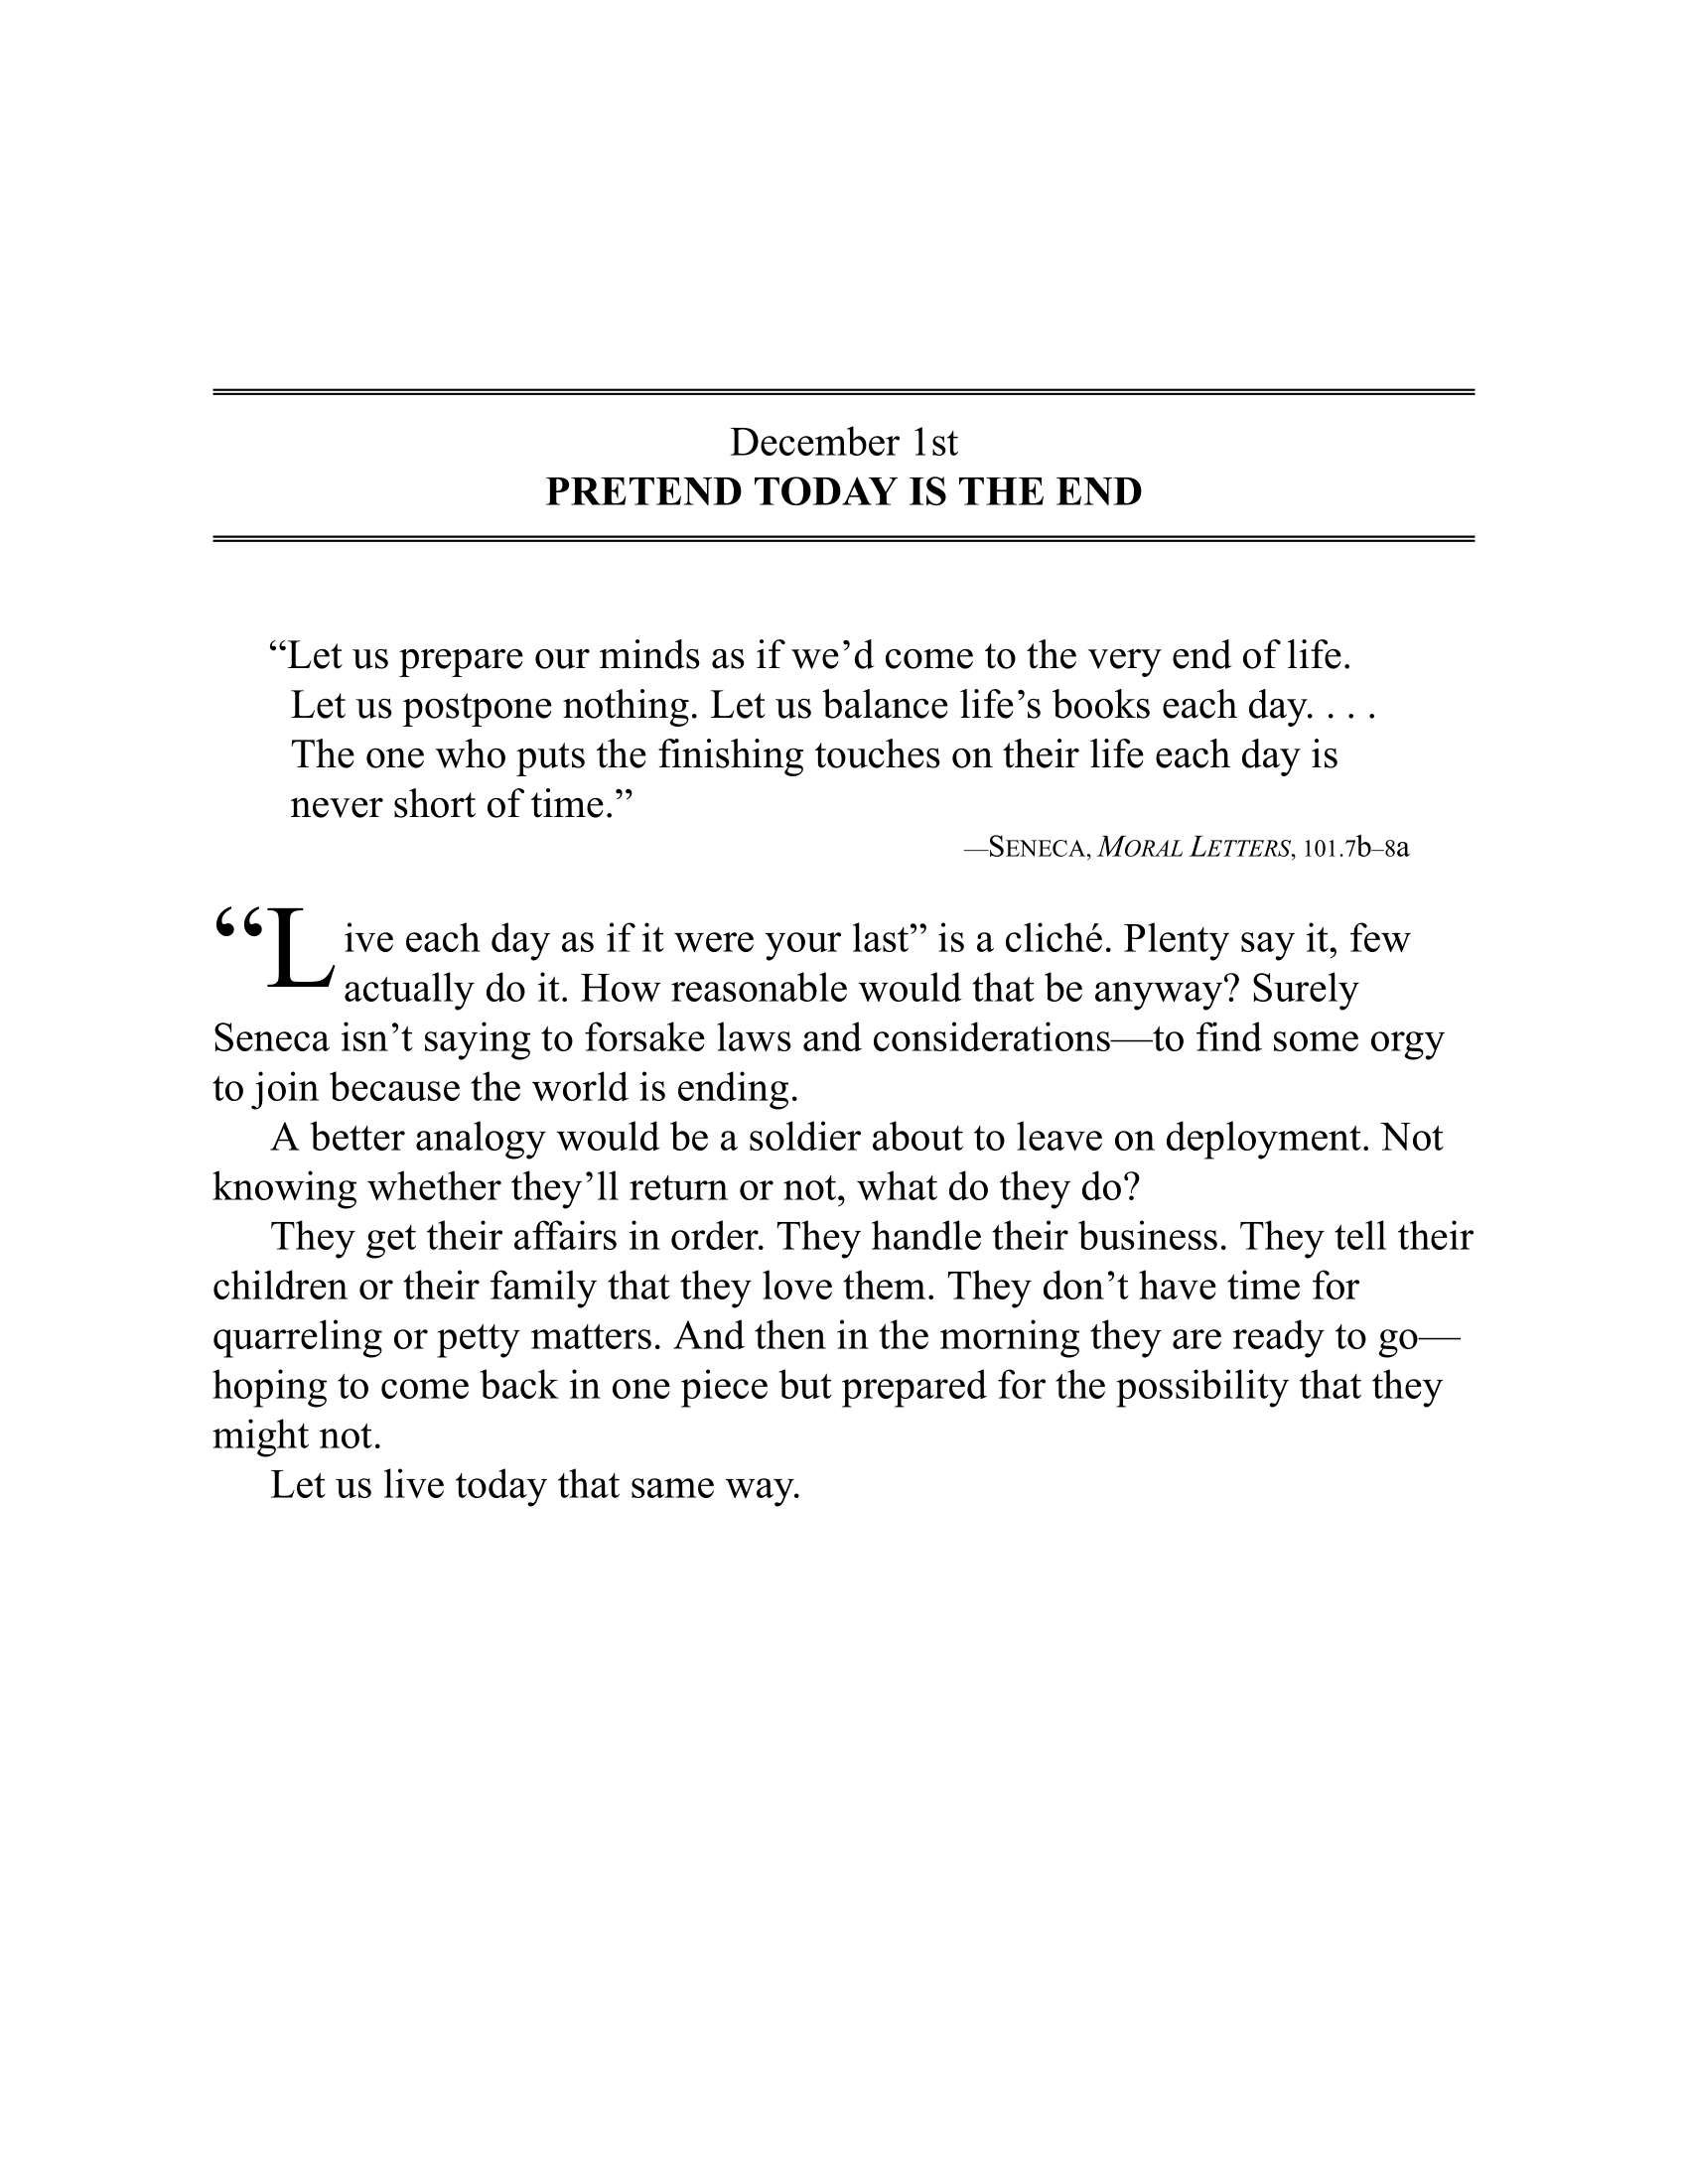 December 1st
PRETEND TODAY IS THE END
“Let us prepare our minds as if we’d come to the very end of life.
Let us postpone nothing. Let us balance life’s books each day. . . .
The one who puts the finishing touches on their life each day is
never short of time.”
—SENECA, MORAL LETTERS, 101.7b–8a
“Live each day as if it were your last” is a cliché. Plenty say it, few
actually do it. How reasonable would that be anyway? Surely
Seneca isn’t saying to forsake laws and considerations—to find some orgy
to join because the world is ending.
A better analogy would be a soldier about to leave on deployment. Not
knowing whether they’ll return or not, what do they do?
They get their affairs in order. They handle their business. They tell their
children or their family that they love them. They don’t have time for
quarreling or petty matters. And then in the morning they are ready to go—
hoping to come back in one piece but prepared for the possibility that they
might not.
Let us live today that same way.